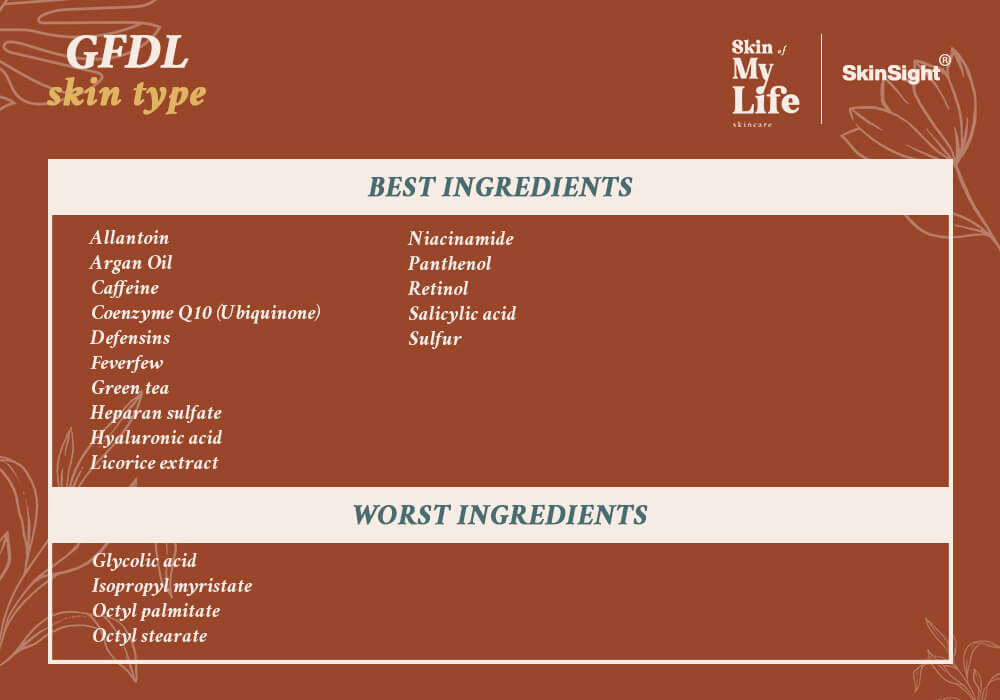 GFDL
skin type
Skin of
My
Life
skincare
SkinSight®
BEST INGREDIENTS
Allantoin
Argan Oil
Caffeine
Coenzyme Q10 (Ubiquinone)
Defensins
Feverfew
Green tea
Heparan sulfate
Hyaluronic acid
Licorice extract
Niacinamide
Panthenol
Retinol
Salicylic acid
Sulfur
WORST INGREDIENTS
Glycolic acid
Isopropyl myristate
Octyl palmitate
Octyl stearate